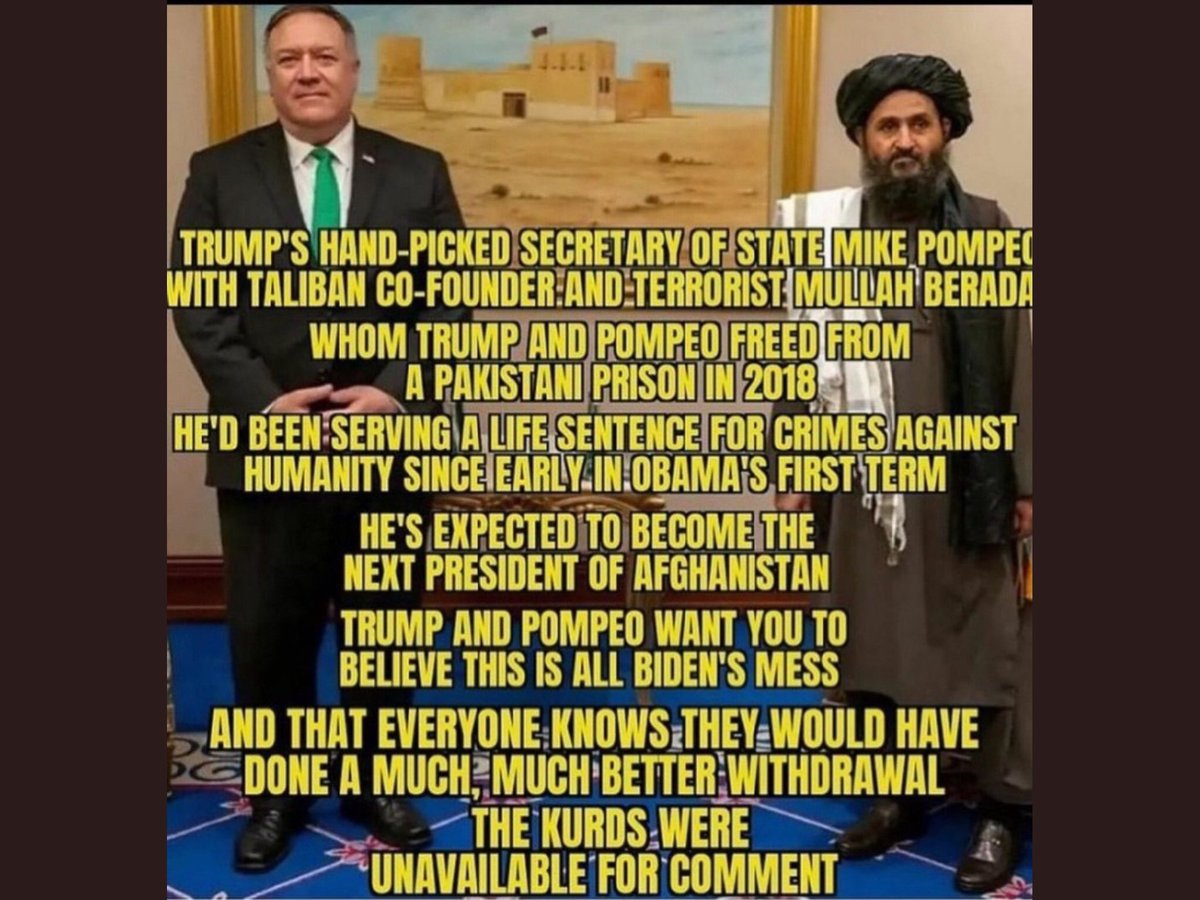 TRUMP'S HAND-PICKED SECRETARY OF STATE MIKE POMPEO
WITH TALIBAN CO-FOUNDER AND TERRORIST MULLAH BERADA
WHOM TRUMP AND POMPEO FREED FROM
A PAKISTANI PRISON IN 2018
HE'D BEEN SERVING A LIFE SENTENCE FOR CRIMES AGAINST
HUMANITY SINCE EARLY IN OBAMA'S FIRST TERM
HE'S EXPECTED TO BECOME THE
NEXT PRESIDENT OF AFGHANISTAN
TRUMP AND POMPEO WANT YOU TO
BELIEVE THIS IS ALL BIDEN'S MESS
AND THAT EVERYONE KNOWS THEY WOULD HAVE
DONE A MUCH, MUCH BETTER WITHDRAWAL
THE KURDS WERE
UNAVAILABLE FOR COMMENT